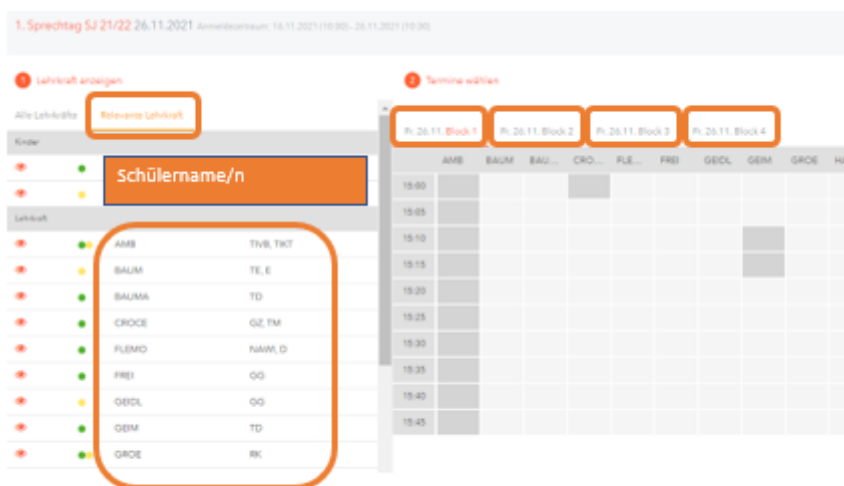 1. Sprechtag SJ 21/22 26.11.2021 Anmeldezeitraum: 16.11.2021 (10:00) - 26.11.2021 (10:30)
1 Lehrkraft anzeigen
Alle Lehrkräfte Relevante Lehrkraft
Kinder
Schülername/n
Lehrkraft
AMB TIVB, TIKT
BAUM TE, E
BAUMA TD
CROCE GZ, TM
FLEMO NAWI, D
FREI GG
GEIDL GG
GEIM TD
GROE RK
2 Termine wählen
Fr. 26.11. Block 1 Fr. 26.11. Block 2 Fr. 26.11. Block 3 Fr. 26.11. Block 4
AMB BAUM BAU... CRO... FLE... FREI GEIDL GEIM GROE
15:00
15:05
15:10
15:15
15:20
15:25
15:30
15:35
15:40
15:45